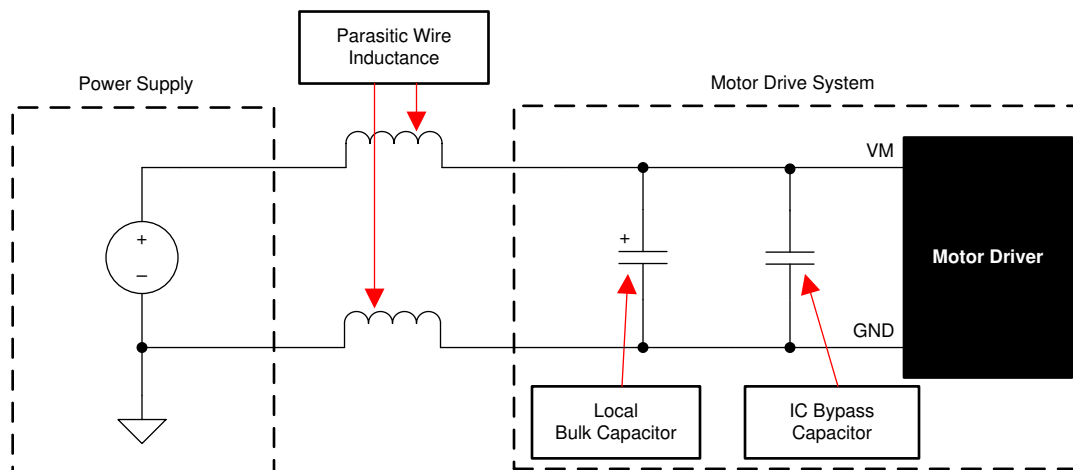 Parasitic Wire
Inductance
Power Supply
Motor Drive System
VM
+
–
+
Motor Driver
GND
Local
Bulk Capacitor
IC Bypass
Capacitor